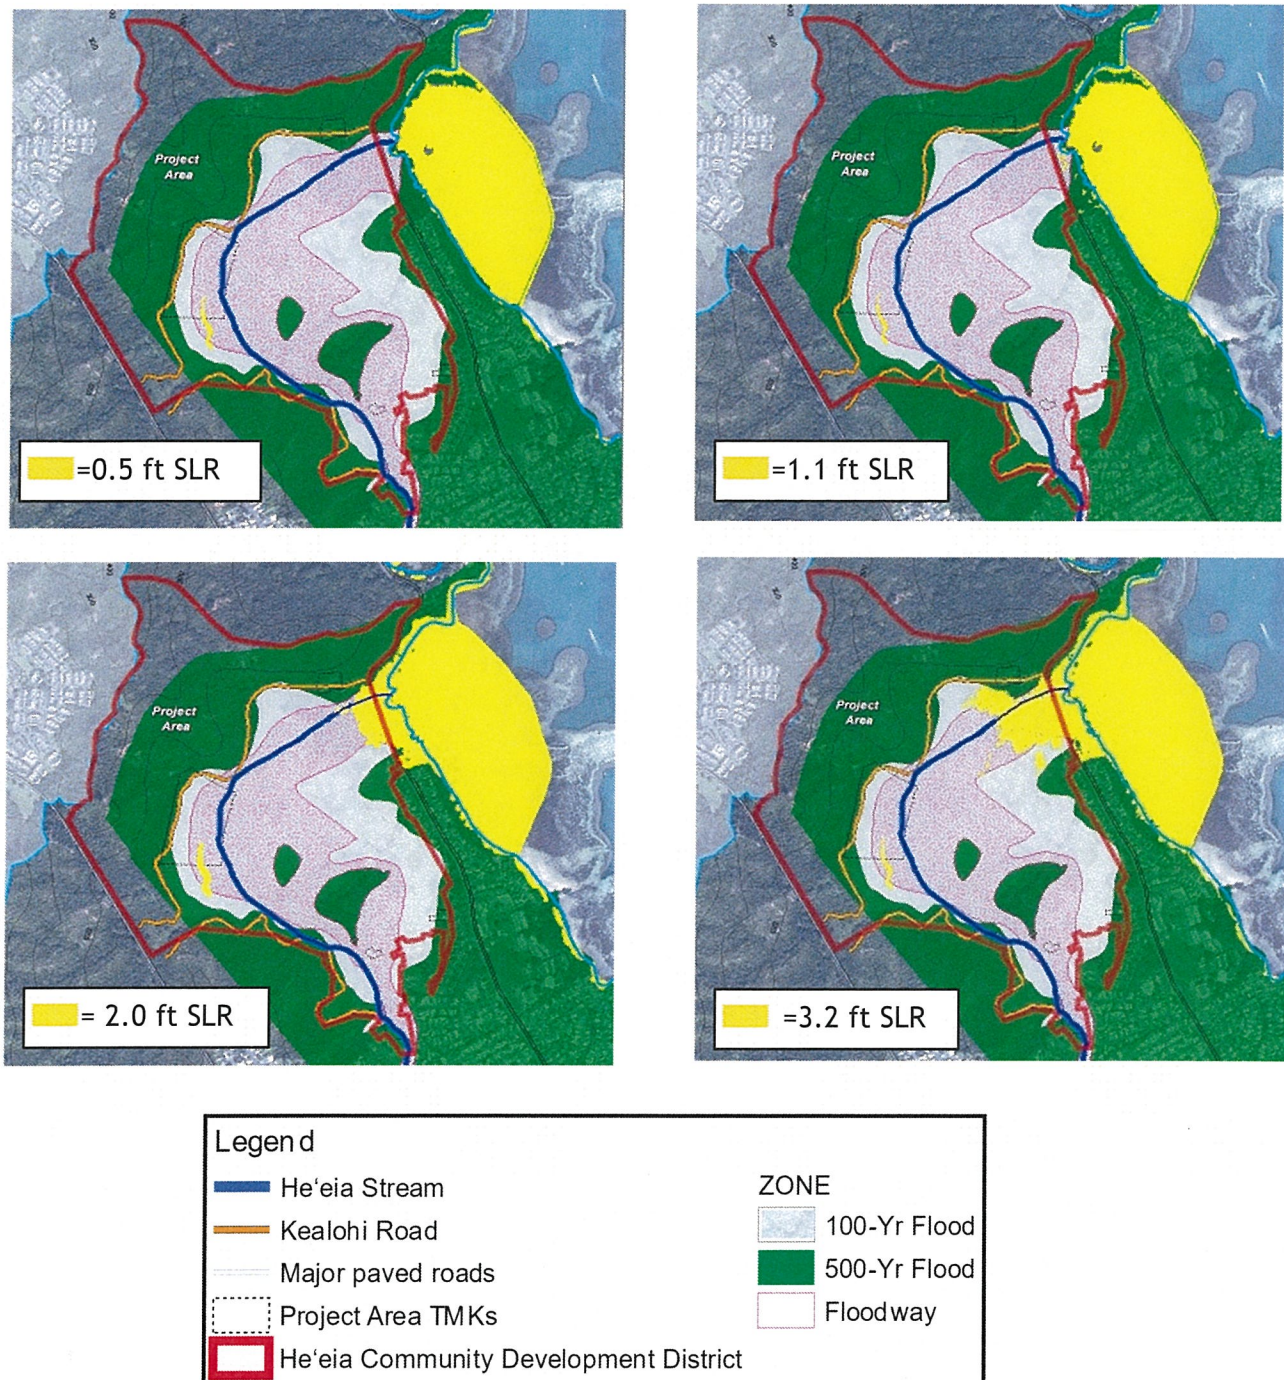 Project
Area
=0.5 ft SLR
Project
Area
=1.1 ft SLR
Project
Area
= 2.0 ft SLR
Project
Area
=3.2 ft SLR
Legend
He‘eia Stream
Kealohi Road
Major paved roads
Project Area TMKs
He‘eia Community Development District
ZONE
100-Yr Flood
500-Yr Flood
Floodway